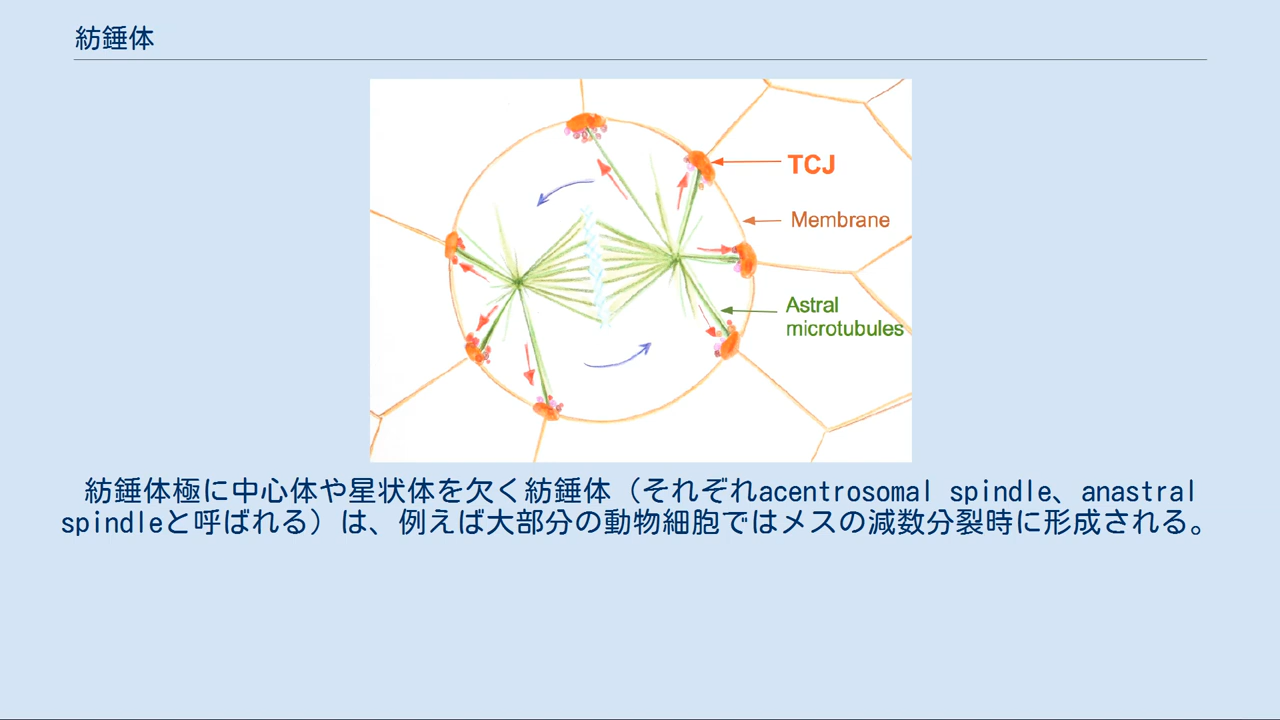 紡錘体
TCJ
Membrane
Astral
microtubules
紡錘体極に中心体や星状体を欠く紡錘体（それぞれacentrosomal spindle、anastral
spindleと呼ばれる）は、例えば大部分の動物細胞ではメスの減数分裂時に形成される。